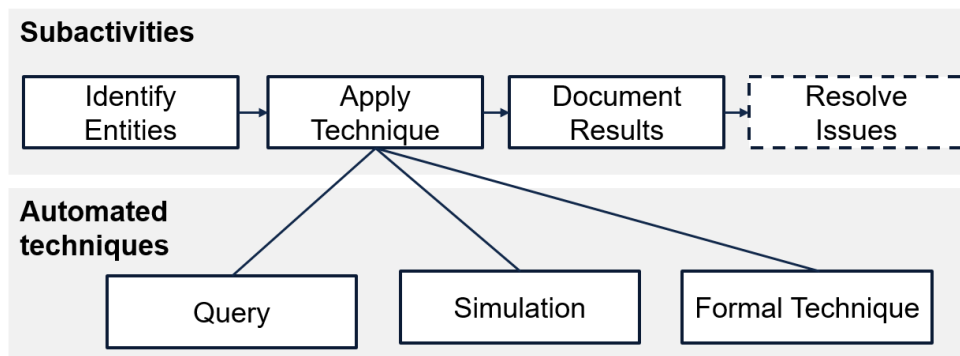 Subactivities
Identify
Entities
Apply
Technique
Document
Results
Resolve
Issues
Automated
techniques
Query
Simulation
Formal Technique